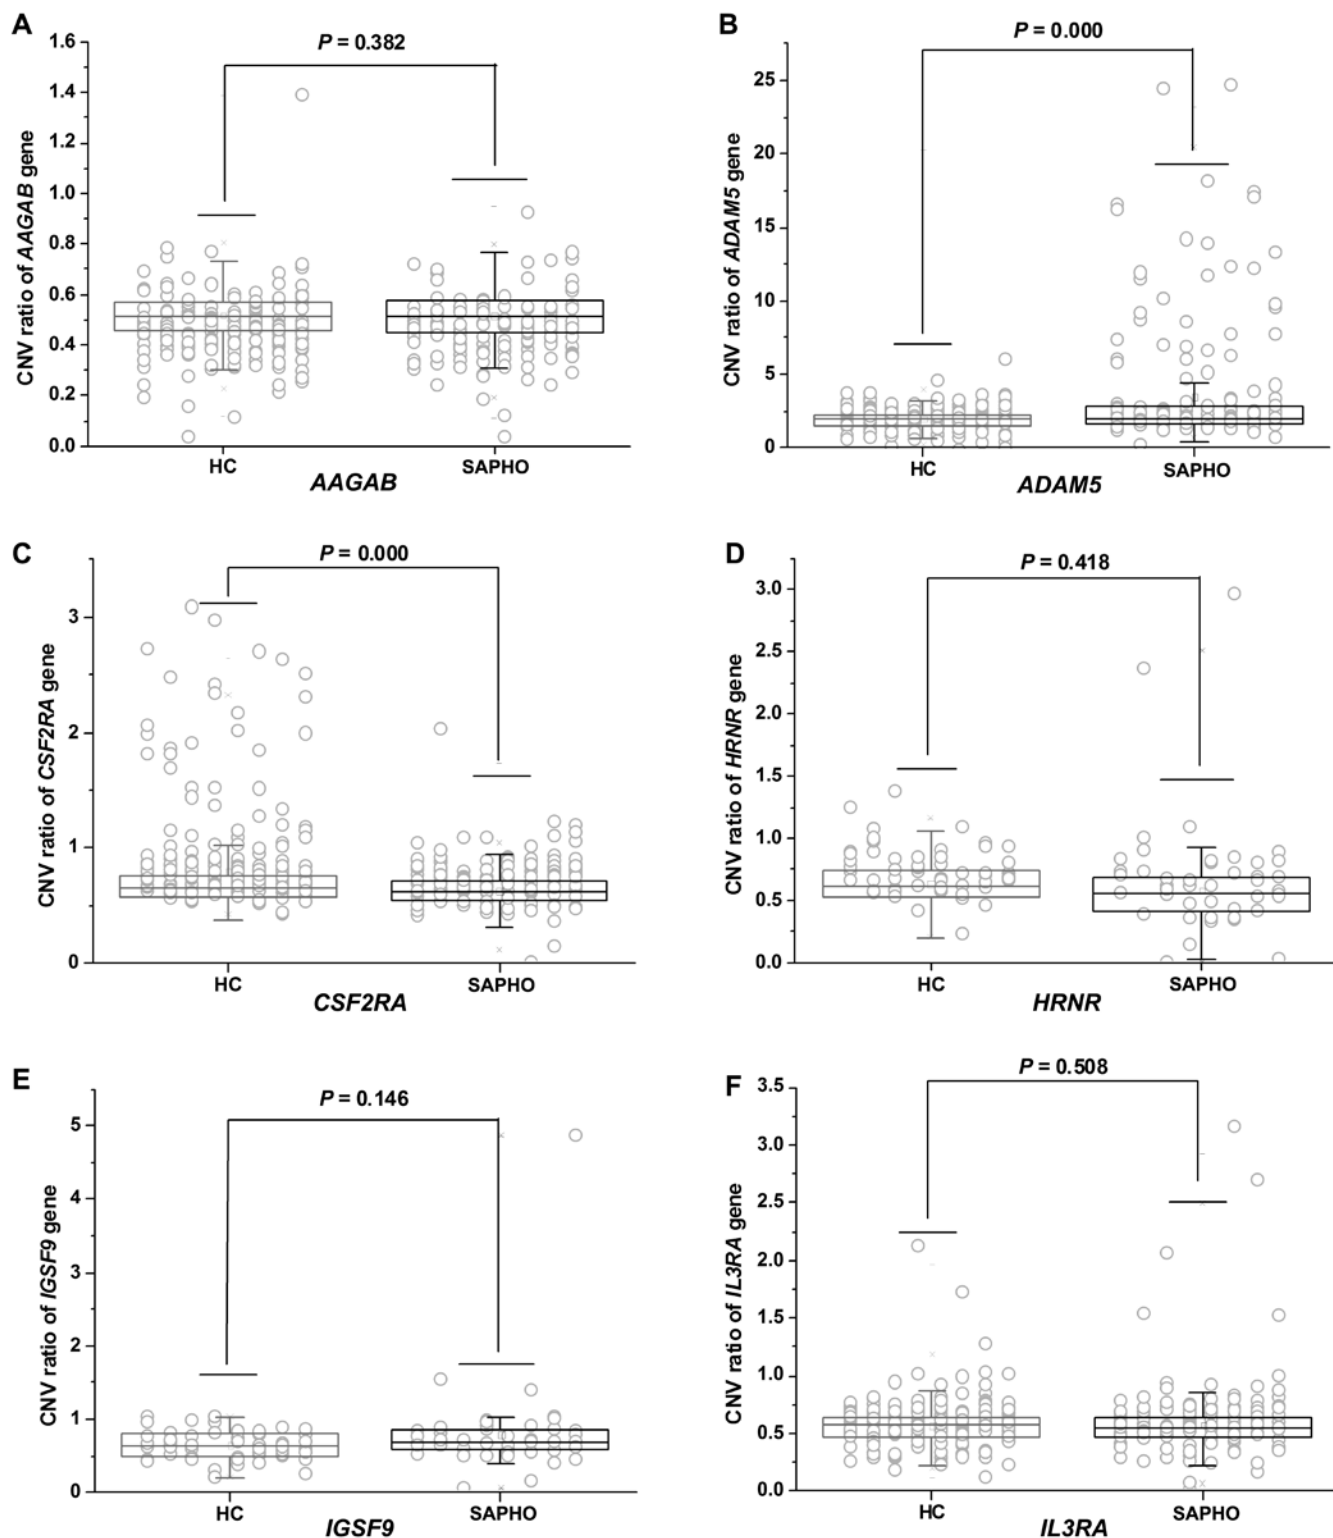 A
P = 0.382
CNV ratio of AAGAB gene
1.6
1.4
1.2
1.0
0.8
0.6
0.4
0.2
0.0
HC
SAPHO
AAGAB
B
P = 0.000
CNV ratio of ADAM5 gene
25
20
15
10
5
0
HC
SAPHO
ADAM5
C
P = 0.000
CNV ratio of CSF2RA gene
3
2
1
0
HC
SAPHO
CSF2RA
D
P = 0.418
CNV ratio of HRNR gene
3.0
2.5
2.0
1.5
1.0
0.5
0.0
HC
SAPHO
HRNR
E
P = 0.146
CNV ratio of IGSF9 gene
5
4
3
2
1
0
HC
SAPHO
IGSF9
F
P = 0.508
CNV ratio of IL3RA gene
3.5
3.0
2.5
2.0
1.5
1.0
0.5
0.0
HC
SAPHO
IL3RA